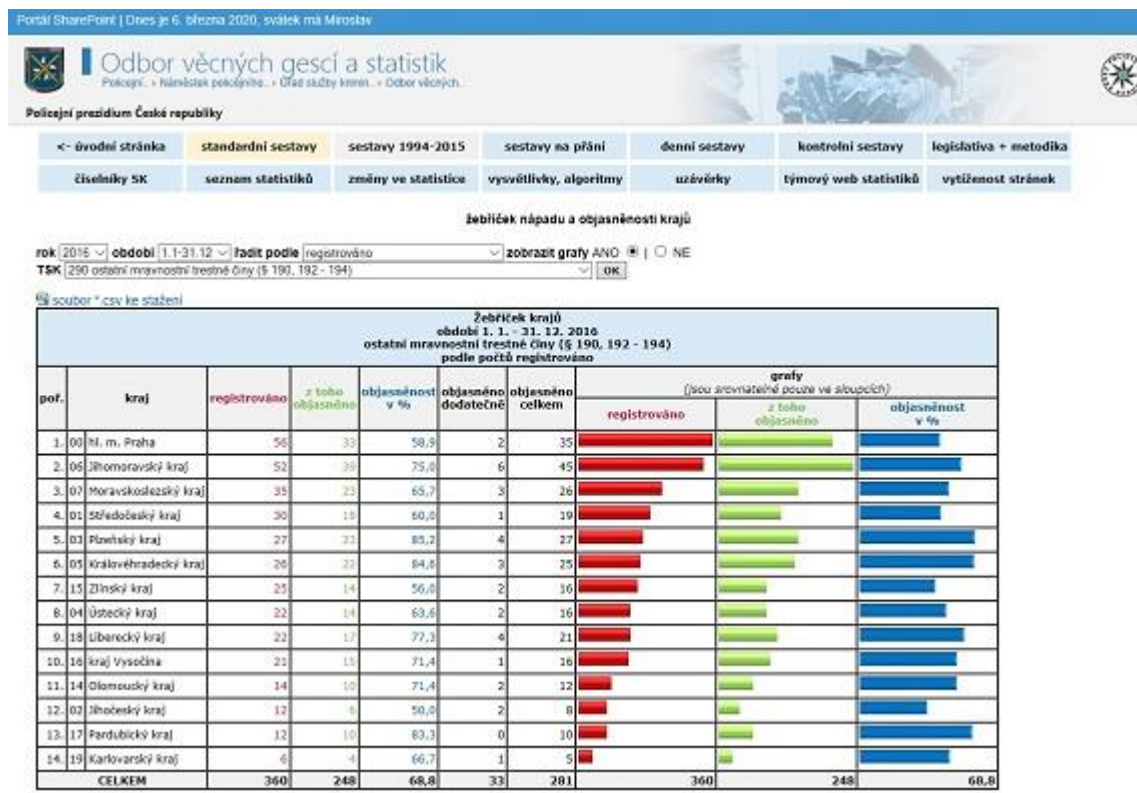 Portál SharePoint | Dnes je 6. března 2020, svátek má Miroslav
Odbor věcných gescí a statistik
Policejní.. » Náměstek policejního.. » Úřad služby krimin.. » Odbor věcných..
Policejní prezidium České republiky
<- úvodní stránka standardní sestavy sestavy 1994-2015 sestavy na přání denní sestavy kontrolní sestavy legislativa + metodika
číselníky SK seznam statistiků změny ve statistice vysvětlivky, algoritmy uzávěrky týmový web statistiků vytíženost stránek
žebříček nápadu a objasněnosti krajů
rok 2016 období 1.1-31.12 řadit podle registrováno zobrazit grafy ANO | NE
TSK 290 ostatní mravnostní trestné činy (§ 190, 192 - 194) OK
soubor *.csv ke stažení
Žebříček krajů
období 1. 1. - 31. 12. 2016
ostatní mravnostní trestné činy (§ 190, 192 - 194)
podle počtů registrováno
poř. kraj registrováno z toho objasněno objasněnost v % objasněno dodatečně objasněno celkem grafy
(jsou srovnatelné pouze ve sloupcích)
registrováno z toho objasněno objasněnost v %
1. 00 hl. m. Praha 56 33 58,9 2 35
2. 06 Jihomoravský kraj 52 39 75,0 6 45
3. 07 Moravskoslezský kraj 35 23 65,7 3 26
4. 01 Středočeský kraj 30 18 60,0 1 19
5. 03 Plzeňský kraj 27 23 85,2 4 27
6. 05 Královéhradecký kraj 26 22 84,6 3 25
7. 15 Zlínský kraj 25 14 56,0 2 16
8. 04 Ústecký kraj 22 14 63,6 2 16
9. 18 Liberecký kraj 22 17 77,3 4 21
10. 16 kraj Vysočina 21 15 71,4 1 16
11. 14 Olomoucký kraj 14 10 71,4 2 12
12. 02 Jihočeský kraj 12 6 50,0 2 8
13. 17 Pardubický kraj 12 10 83,3 0 10
14. 19 Karlovarský kraj 6 4 66,7 1 5
CELKEM 360 248 68,8 33 281 360 248 68,8